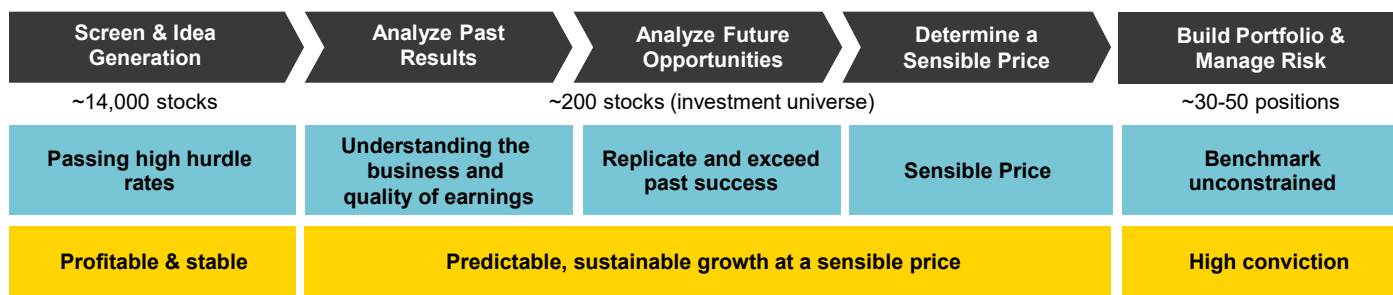 Screen & Idea
Generation
Analyze Past
Results
Analyze Future
Opportunities
Determine a
Sensible Price
Build Portfolio &
Manage Risk
~14,000 stocks
~200 stocks (investment universe)
~30-50 positions
Passing high hurdle
rates
Understanding the
business and
quality of earnings
Replicate and exceed
past success
Sensible Price
Benchmark
unconstrained
Profitable & stable
Predictable, sustainable growth at a sensible price
High conviction